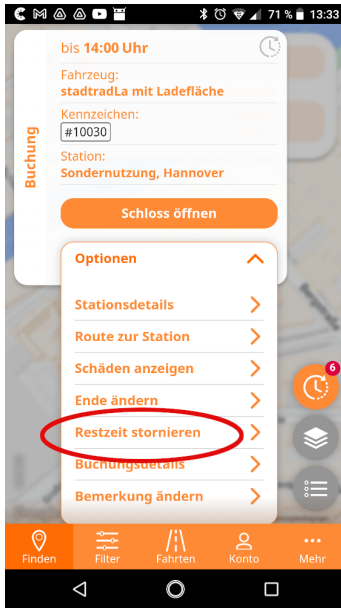 71 % 13:33
bis 14:00 Uhr
Fahrzeug:
stadtradLa mit Ladefläche
Kennzeichen:
#10030
Station:
Sondernutzung, Hannover
Buchung
Schloss öffnen
Optionen
Stationsdetails
Route zur Station
Schäden anzeigen
Ende ändern
Restzeit stornieren
Buchungsdetails
Bemerkung ändern
6
Finden Filter Fahrten Konto Mehr